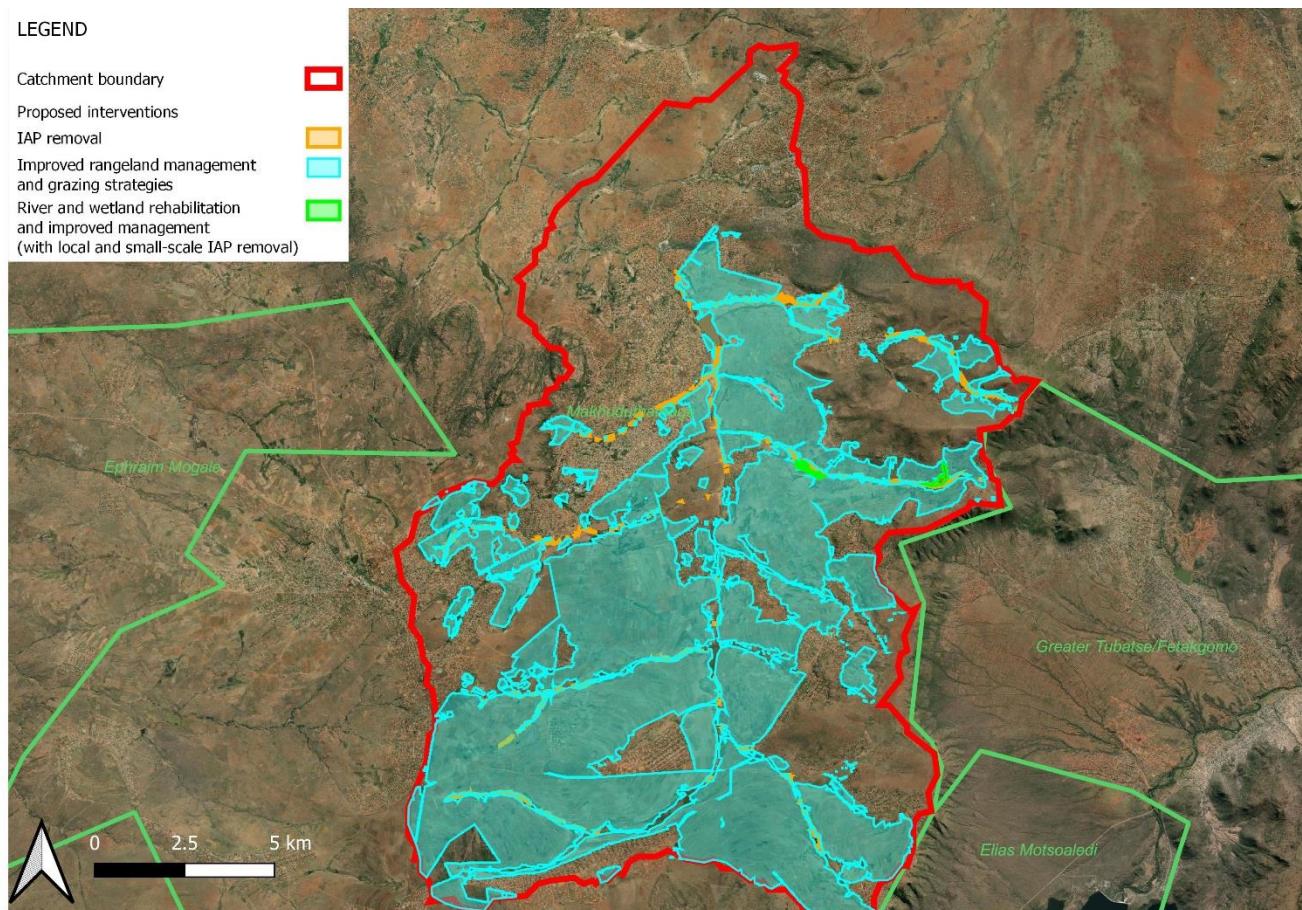 LEGEND
Catchment boundary
Proposed interventions
IAP removal
Improved rangeland management
and grazing strategies
River and wetland rehabilitation
and improved management
(with local and small-scale IAP removal)
Ephraim Mogale
Greater Tubatse/Fetakgomo
Elias Motsoaledi
0 2.5 5 km